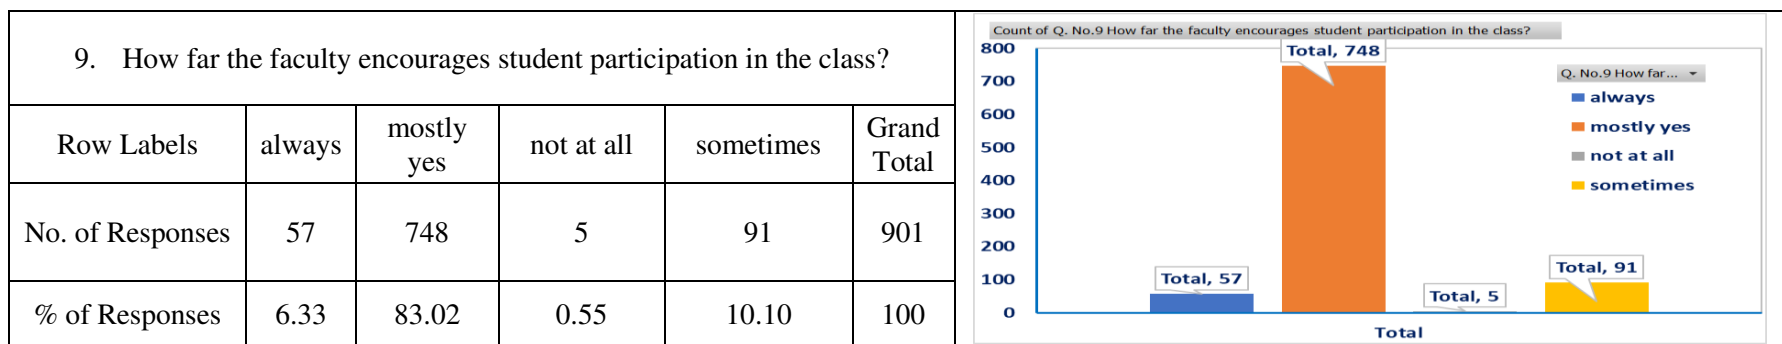 9. How far the faculty encourages student participation in the class?
Row Labels always mostly yes not at all sometimes Grand Total
No. of Responses 57 748 5 91 901
% of Responses 6.33 83.02 0.55 10.10 100
Count of Q. No.9 How far the faculty encourages student participation in the class?
800
700
600
500
400
300
200
100
0
Total, 57
Total, 748
Total, 5
Total, 91
Total
Q. No.9 How far...
always
mostly yes
not at all
sometimes